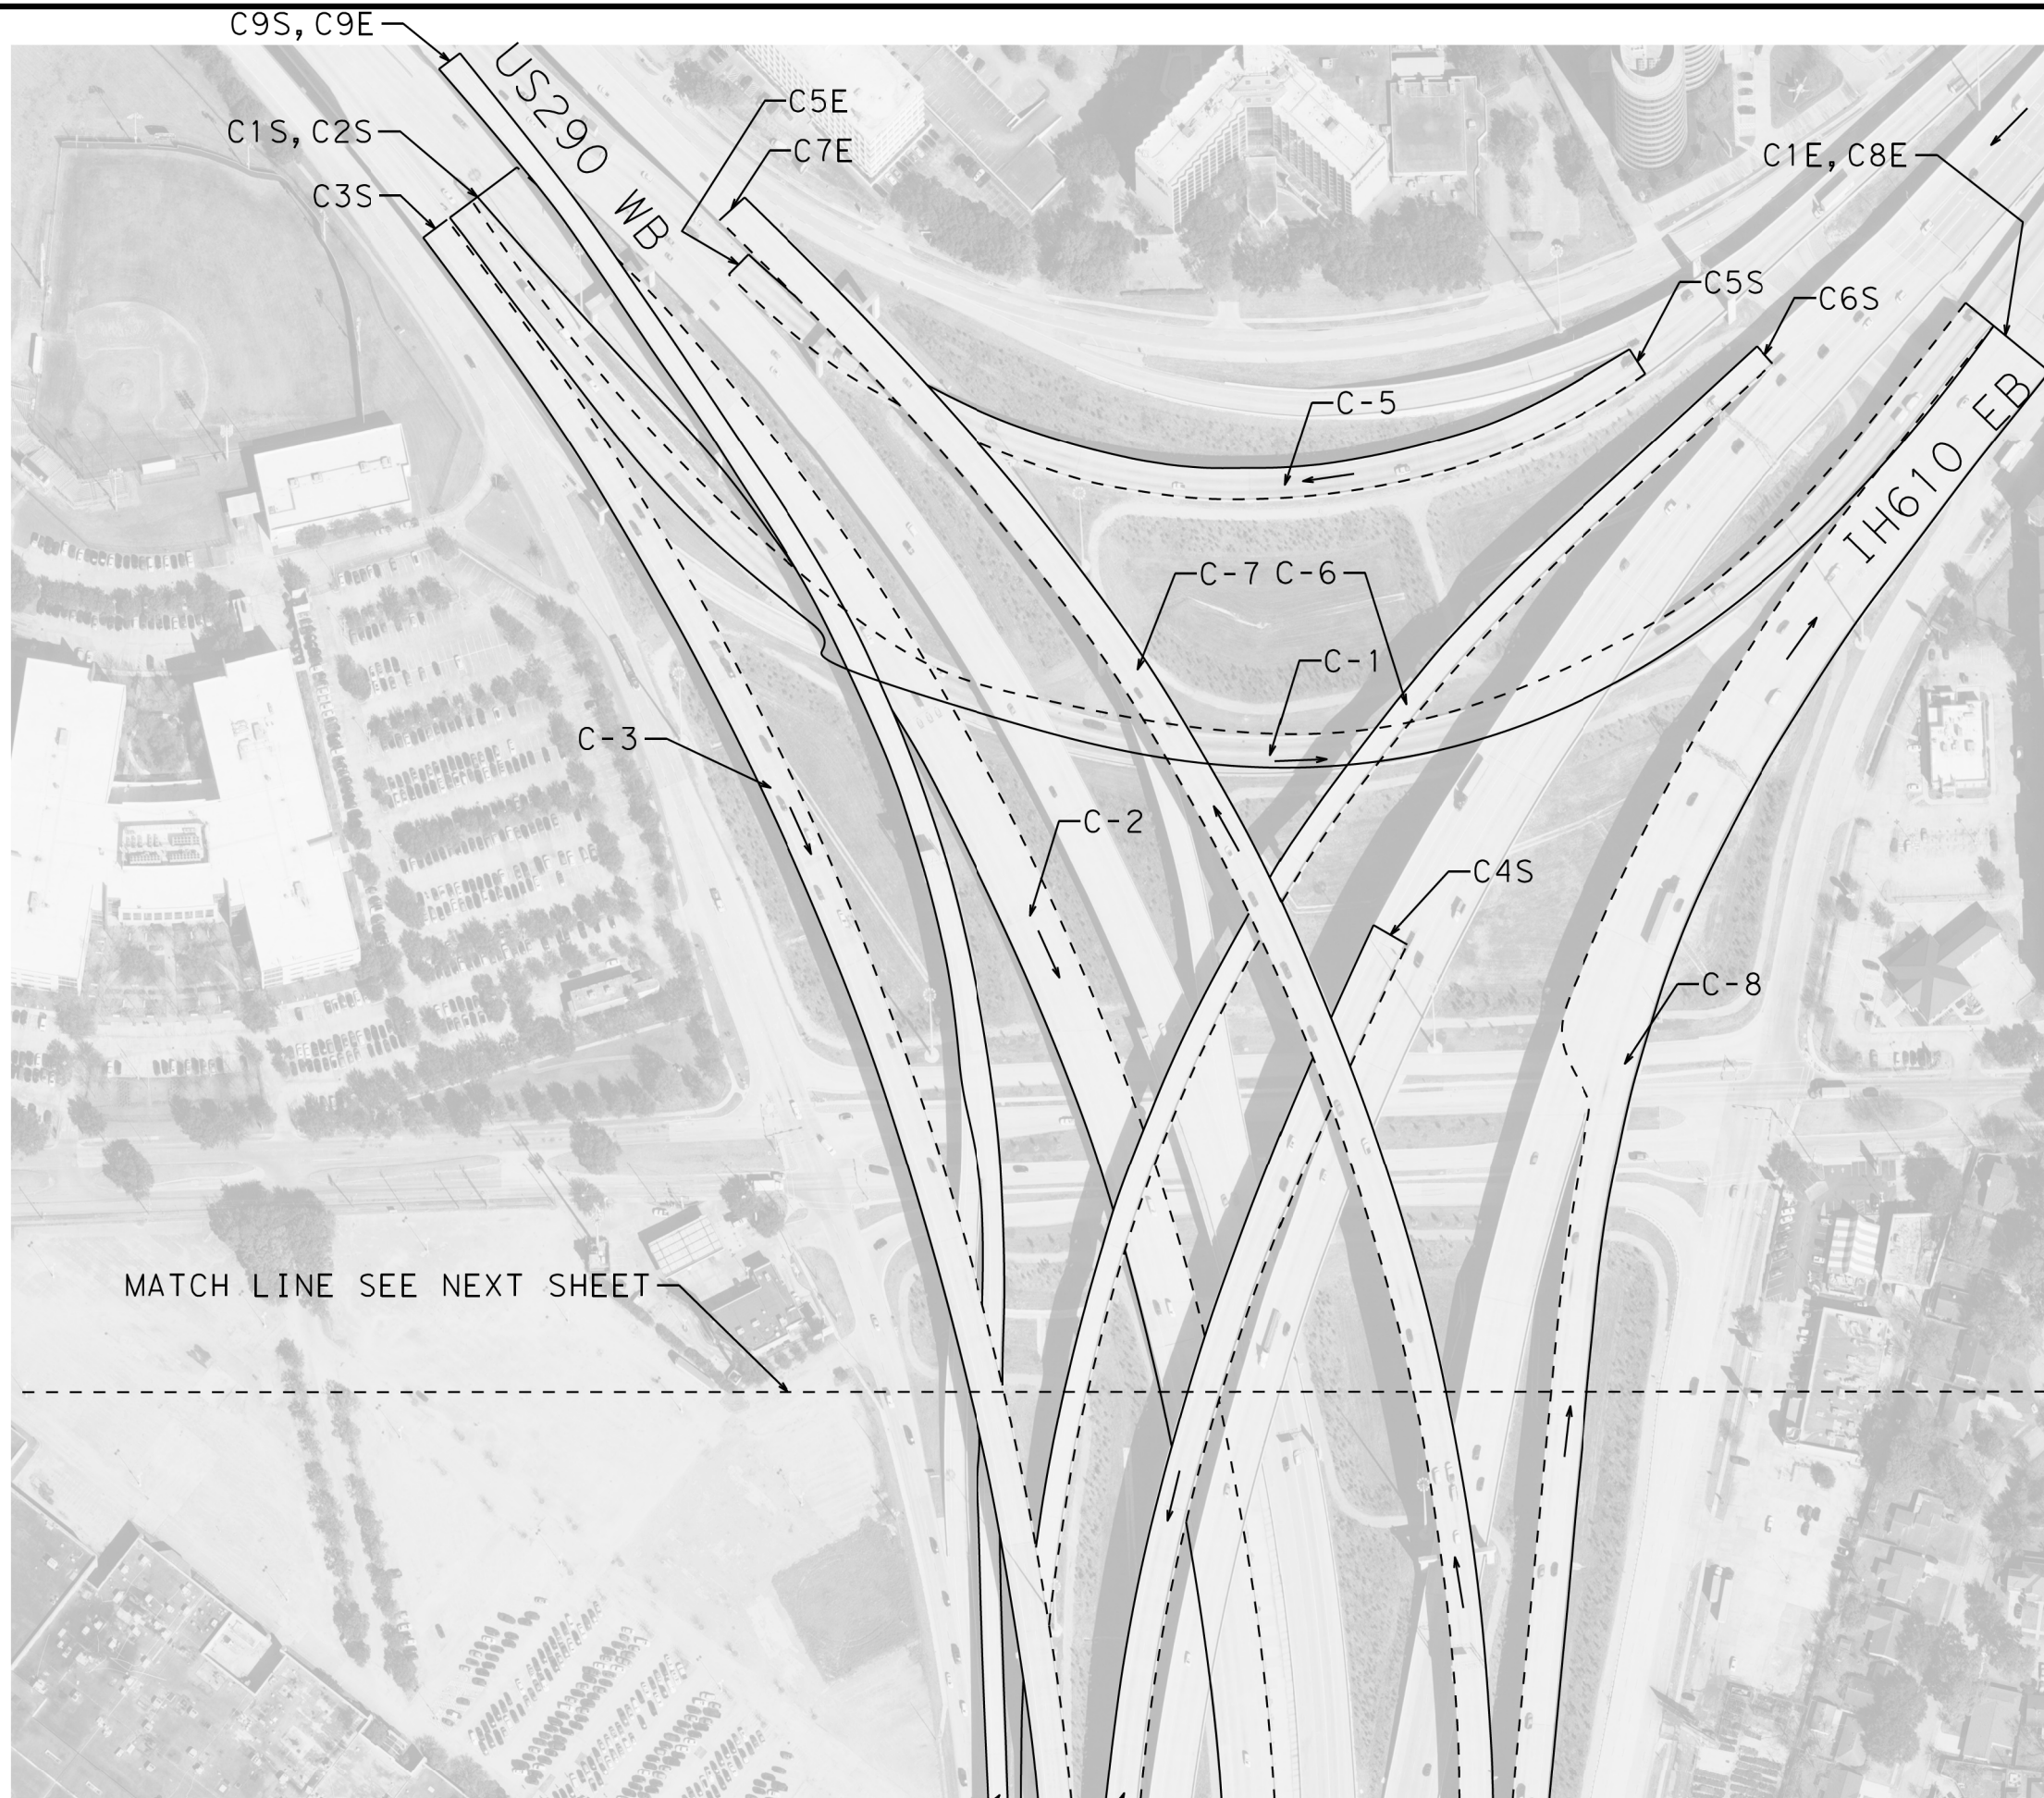 C9S, C9E
US290 WB
C5E
C1S, C2S
C7E
C1E, C8E
C3S
C5S
C6S
C-5
IH610 EB
C-7 C-6
C-1
C-3
C-2
C4S
C-8
MATCH LINE SEE NEXT SHEET